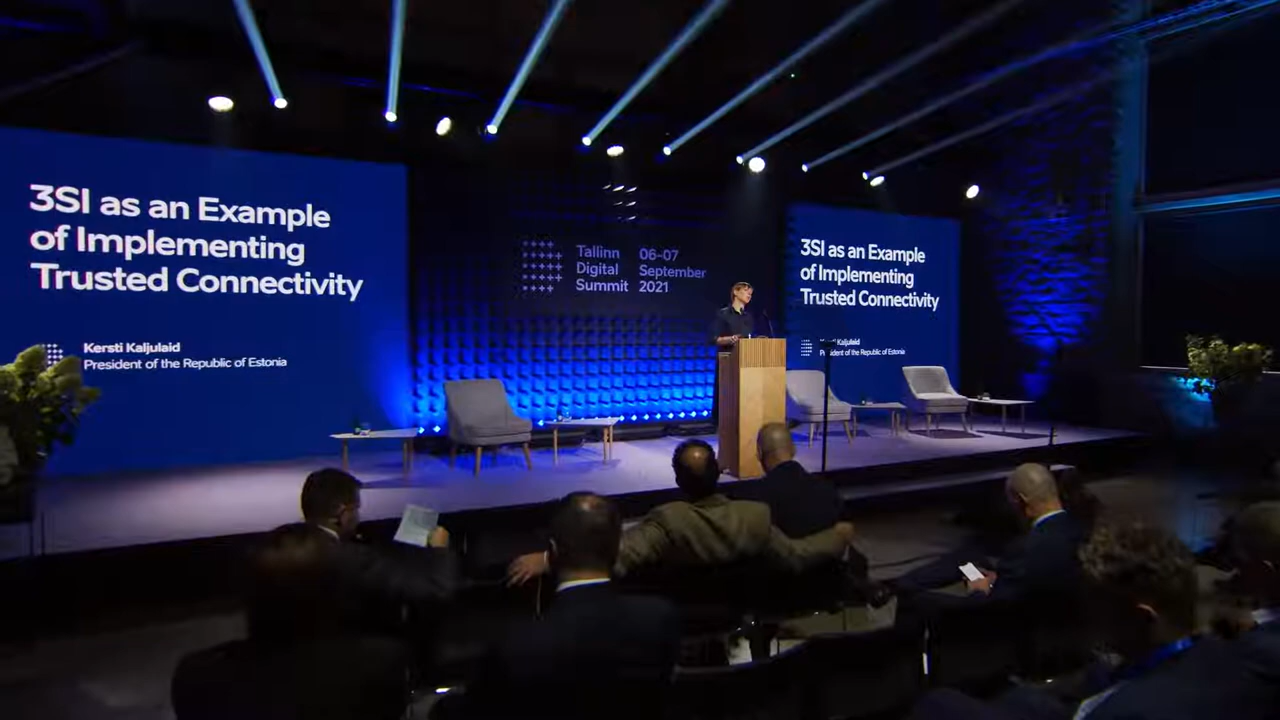 3SI as an Example
of Implementing
Trusted Connectivity
Kersti Kaljulaid
President of the Republic of Estonia
Tallinn
Digital
Summit
06-07
September
2021
3SI as an Example
of Implementing
Trusted Connectivity
Kaljulaid
President of the Republic of Estonia